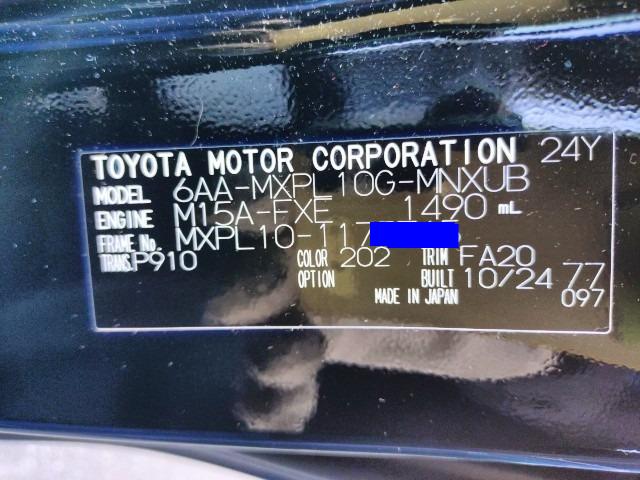 TOYOTA MOTOR CORPORATION 24Y
MODEL 6AA-MXPL10G-MNXUB
ENGINE M15A-FXE 1490 mL
FRAME No. MXPL10-117
TRANS. P910 COLOR 202 TRIM FA20
OPTION BUILT 10/24 77
MADE IN JAPAN 097